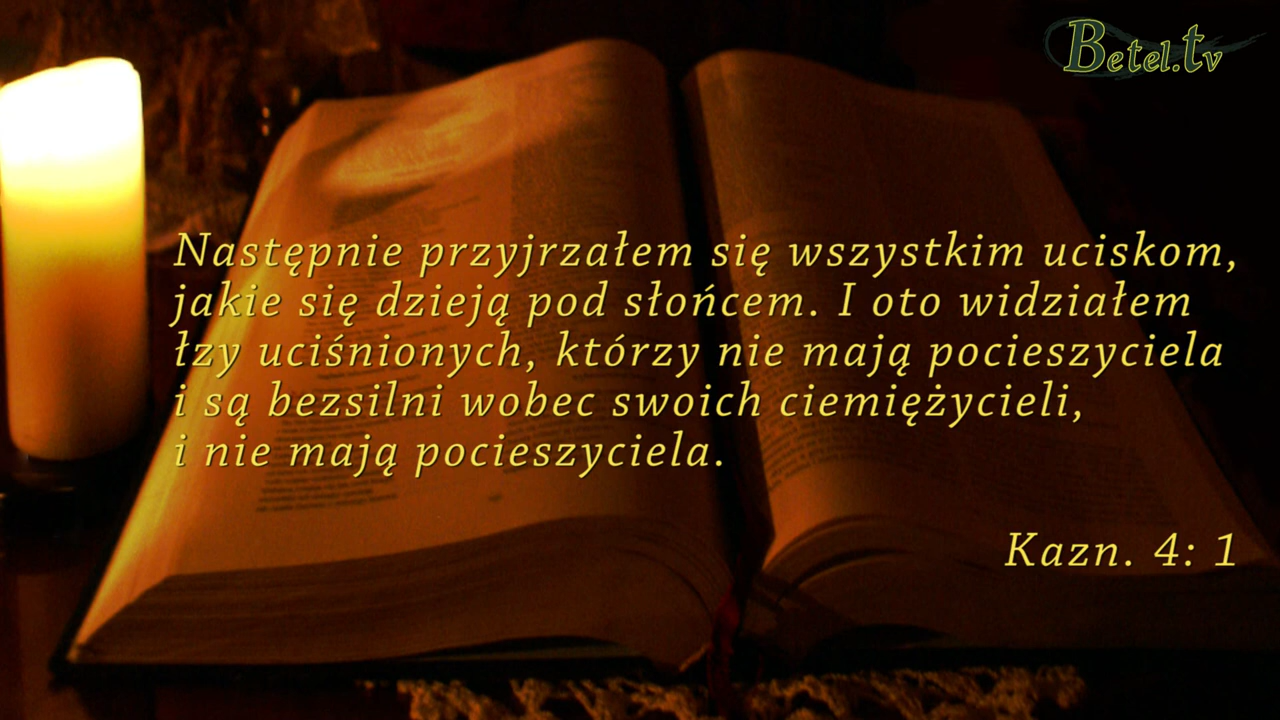 Betel.tv
Następnie przyjrzałem się wszystkim uciskom,
jakie się dzieją pod słońcem. I oto widziałem
łzy uciśnionych, którzy nie mają pocieszyciela
i są bezsilni wobec swoich ciemiężycieli,
i nie mają pocieszyciela.
Kazn. 4: 1